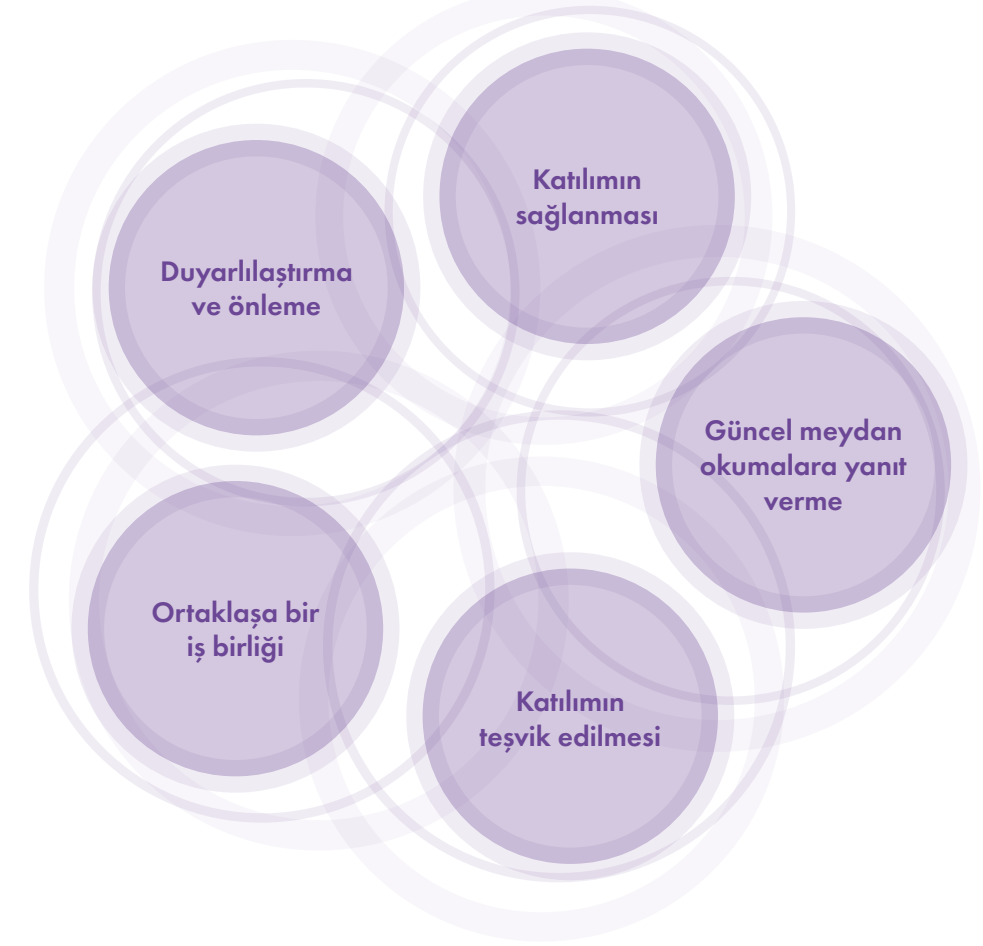 Katılımın
sağlanması
Duyarlılaştırma
ve önleme
Güncel meydan
okumalara yanıt
verme
Ortaklaşa bir
iş birliği
Katılımın
teşvik edilmesi